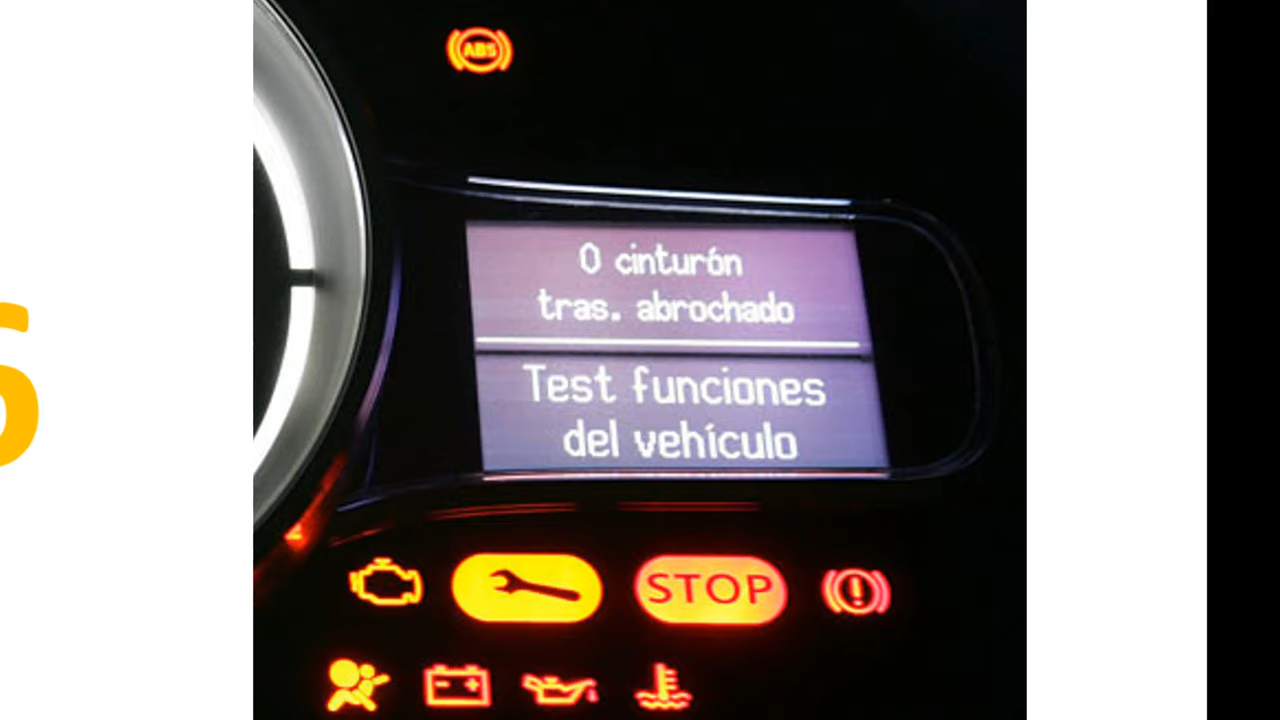 ABS
0 cinturón
tras. abrochado
Test funciones
del vehículo
STOP